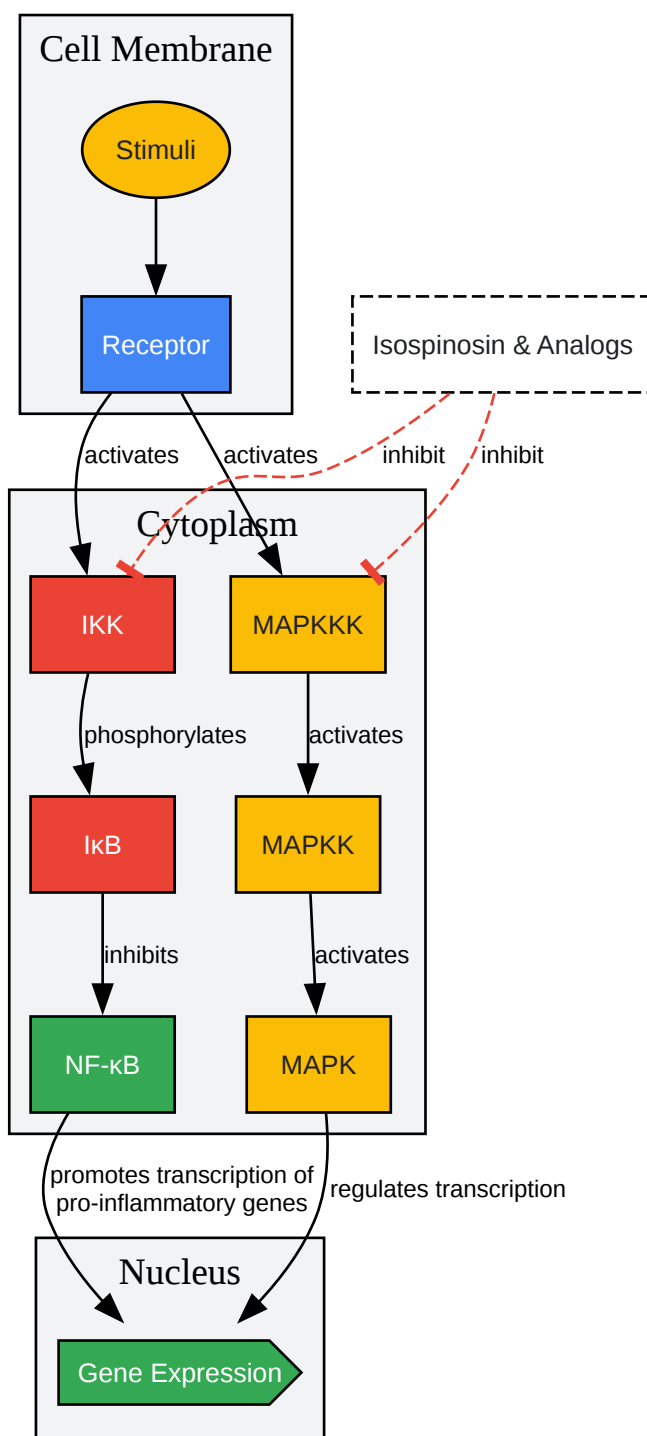 Cell Membrane
Stimuli
Receptor
Isospinosin & Analogs
activates
activates
inhibit
inhibit
Cytoplasm
IKK
MAPKKK
phosphorylates
activates
IκB
MAPKK
inhibits
activates
NF-κB
MAPK
promotes transcription of
pro-inflammatory genes
regulates transcription
Nucleus
Gene Expression